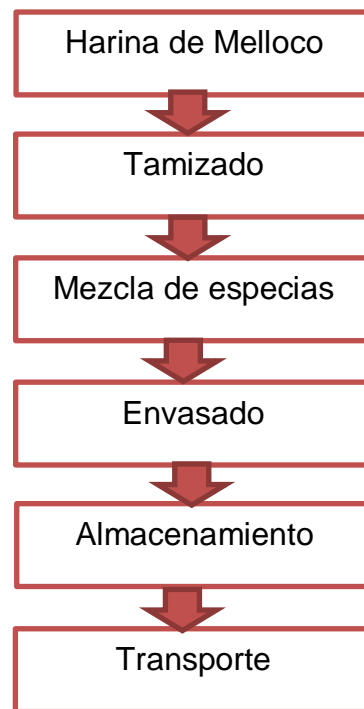 Harina de Melloco
Tamizado
Mezcla de especias
Envasado
Almacenamiento
Transporte